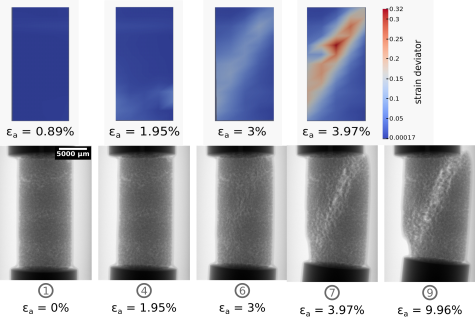 0.32
0.25
0.2
0.15
0.1
0.05
0.00017
strain deviator
εa = 0.89%
εa = 1.95%
εa = 3%
εa = 3.97%
5000 μm
1
4
6
7
9
εa = 0%
εa = 1.95%
εa = 3%
εa = 3.97%
εa = 9.96%